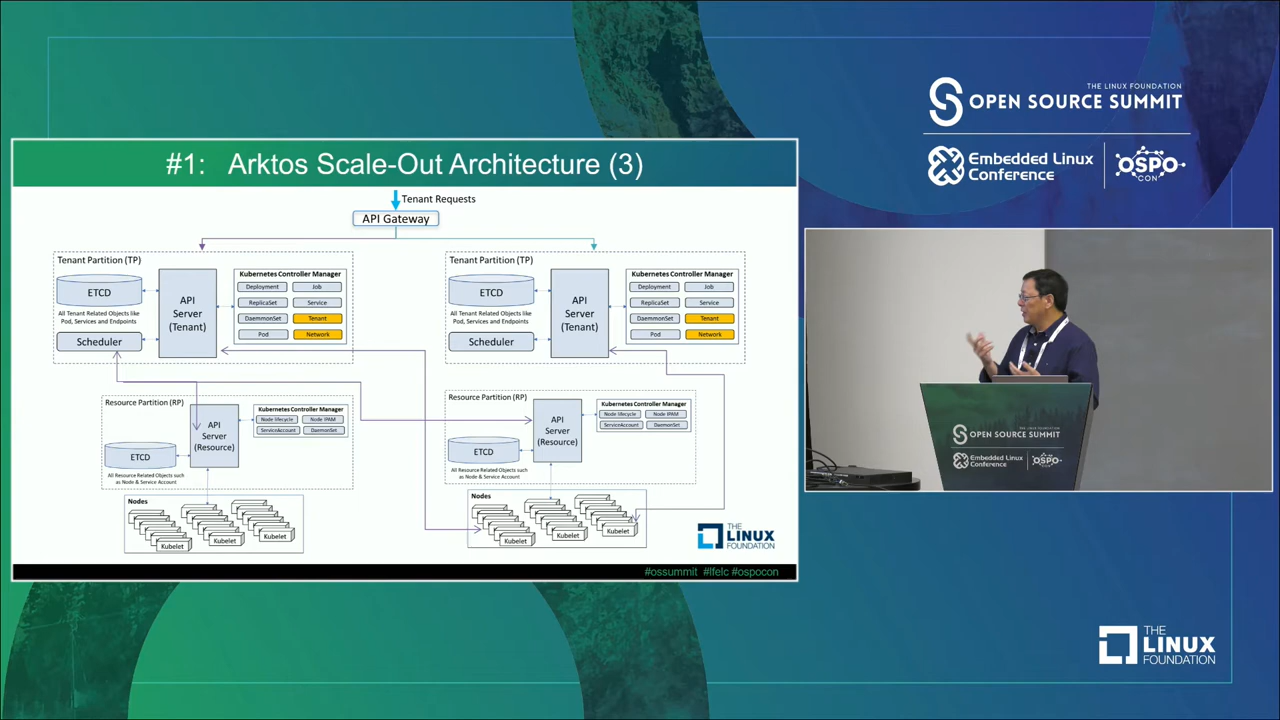 #1: Arktos Scale-Out Architecture (3)
Tenant Requests
API Gateway
Tenant Partition (TP)
ETCD
All Tenant Related Objects like
Pod, Services and Endpoints
Scheduler
API
Server
(Tenant)
Kubernetes Controller Manager
Deployment
Job
ReplicaSet
Service
DaemmonSet
Tenant
Pod
Network
Tenant Partition (TP)
ETCD
All Tenant Related Objects like
Pod, Services and Endpoints
Scheduler
API
Server
(Tenant)
Kubernetes Controller Manager
Deployment
Job
ReplicaSet
Service
DaemmonSet
Tenant
Pod
Network
Resource Partition (RP)
ETCD
All Resource Related Objects such
as Node & Service Account
API
Server
(Resource)
Kubernetes Controller Manager
Node lifecycle
Node IPAM
ServiceAccount
DaemonSet
Nodes
Kubelet
Kubelet
Kubelet
Resource Partition (RP)
ETCD
All Resource Related Objects such
as Node & Service Account
API
Server
(Resource)
Kubernetes Controller Manager
Node lifecycle
Node IPAM
ServiceAccount
DaemonSet
Nodes
Kubelet
Kubelet
Kubelet
THE
LINUX
FOUNDATION
#ossummit #lfelc #ospocon
THE LINUX FOUNDATION
OPEN SOURCE SUMMIT
Embedded Linux
Conference
OSPO
CON
OPEN SOURCE SUMMIT
Embedded Linux
Conference
OSPO
CON
THE
LINUX
FOUNDATION